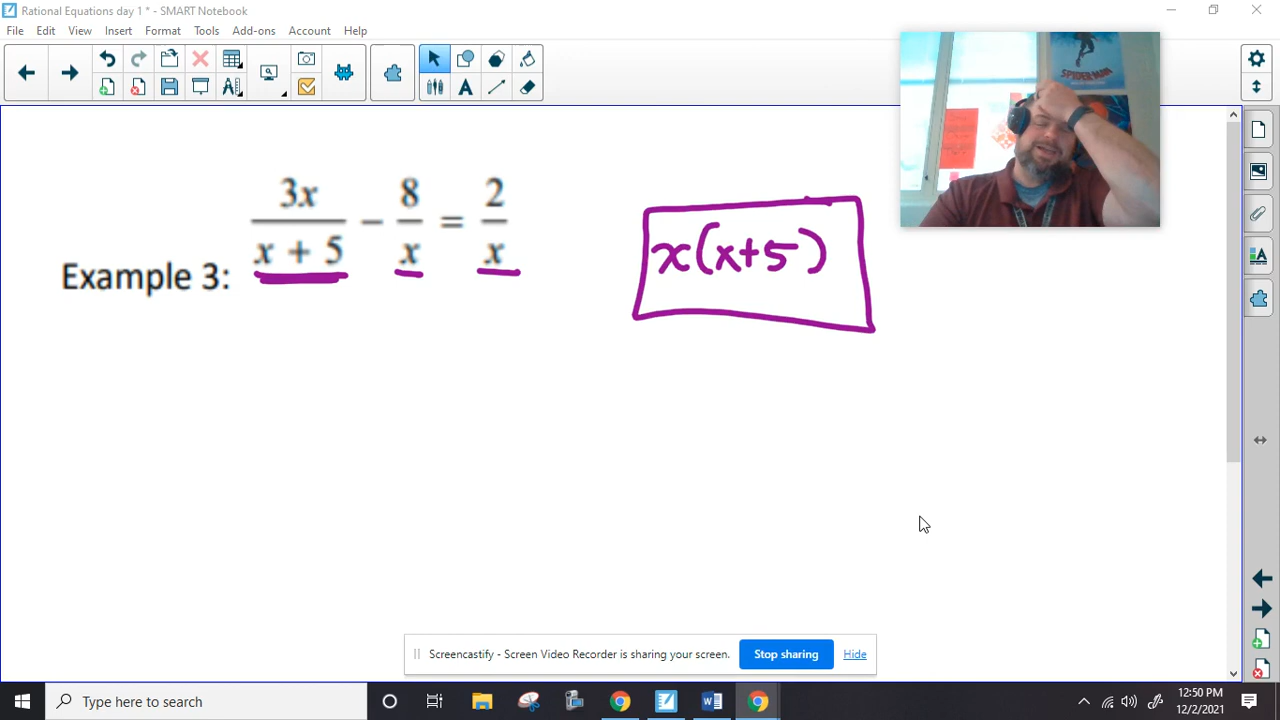 Rational Equations day 1 * - SMART Notebook
File Edit View Insert Format Tools Add-ons Account Help
SPIDER-MAN
Example 3: 3x/(x + 5) − 8/x = 2/x
x(x+5)
Screencastify - Screen Video Recorder is sharing your screen. Stop sharing Hide
Type here to search
12:50 PM
12/2/2021